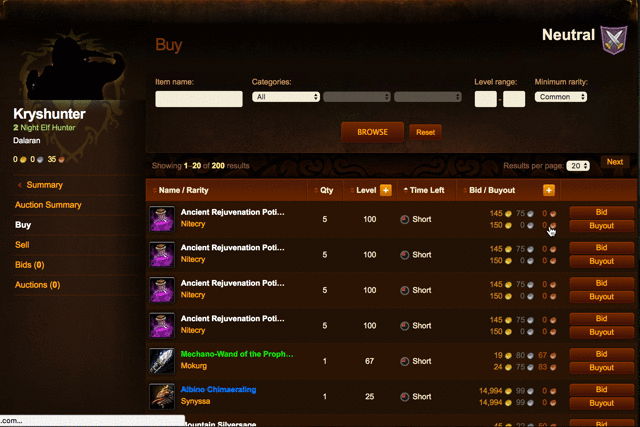 Neutral
Buy
Item name:
Categories:
Level range:
Minimum rarity:
All
-
Common
BROWSE
Reset
Kryshunter
2 Night Elf Hunter
Dalaran
0 0 35
Summary
Auction Summary
Buy
Sell
Bids (0)
Auctions (0)
Showing 1–20 of 200 results
Results per page: 20
Next
Name / Rarity Qty Level + Time Left Bid / Buyout +
Ancient Rejuvenation Poti…
Nitecry
5 100 Short
145 75 0
150 0 0
Bid
Buyout
Ancient Rejuvenation Poti…
Nitecry
5 100 Short
145 75 0
150 0 0
Bid
Buyout
Ancient Rejuvenation Poti…
Nitecry
5 100 Short
145 75 0
150 0 0
Bid
Buyout
Ancient Rejuvenation Poti…
Nitecry
5 100 Short
145 75 0
150 0 0
Bid
Buyout
Mechano-Wand of the Proph…
Mokurg
1 67 Short
19 80 67
24 75 83
Bid
Buyout
Albino Chimaeraling
Synyssa
1 25 Short
14,994 99 0
14,994 99 0
Bid
Buyout
Mountain Silversage
Bid
.com...